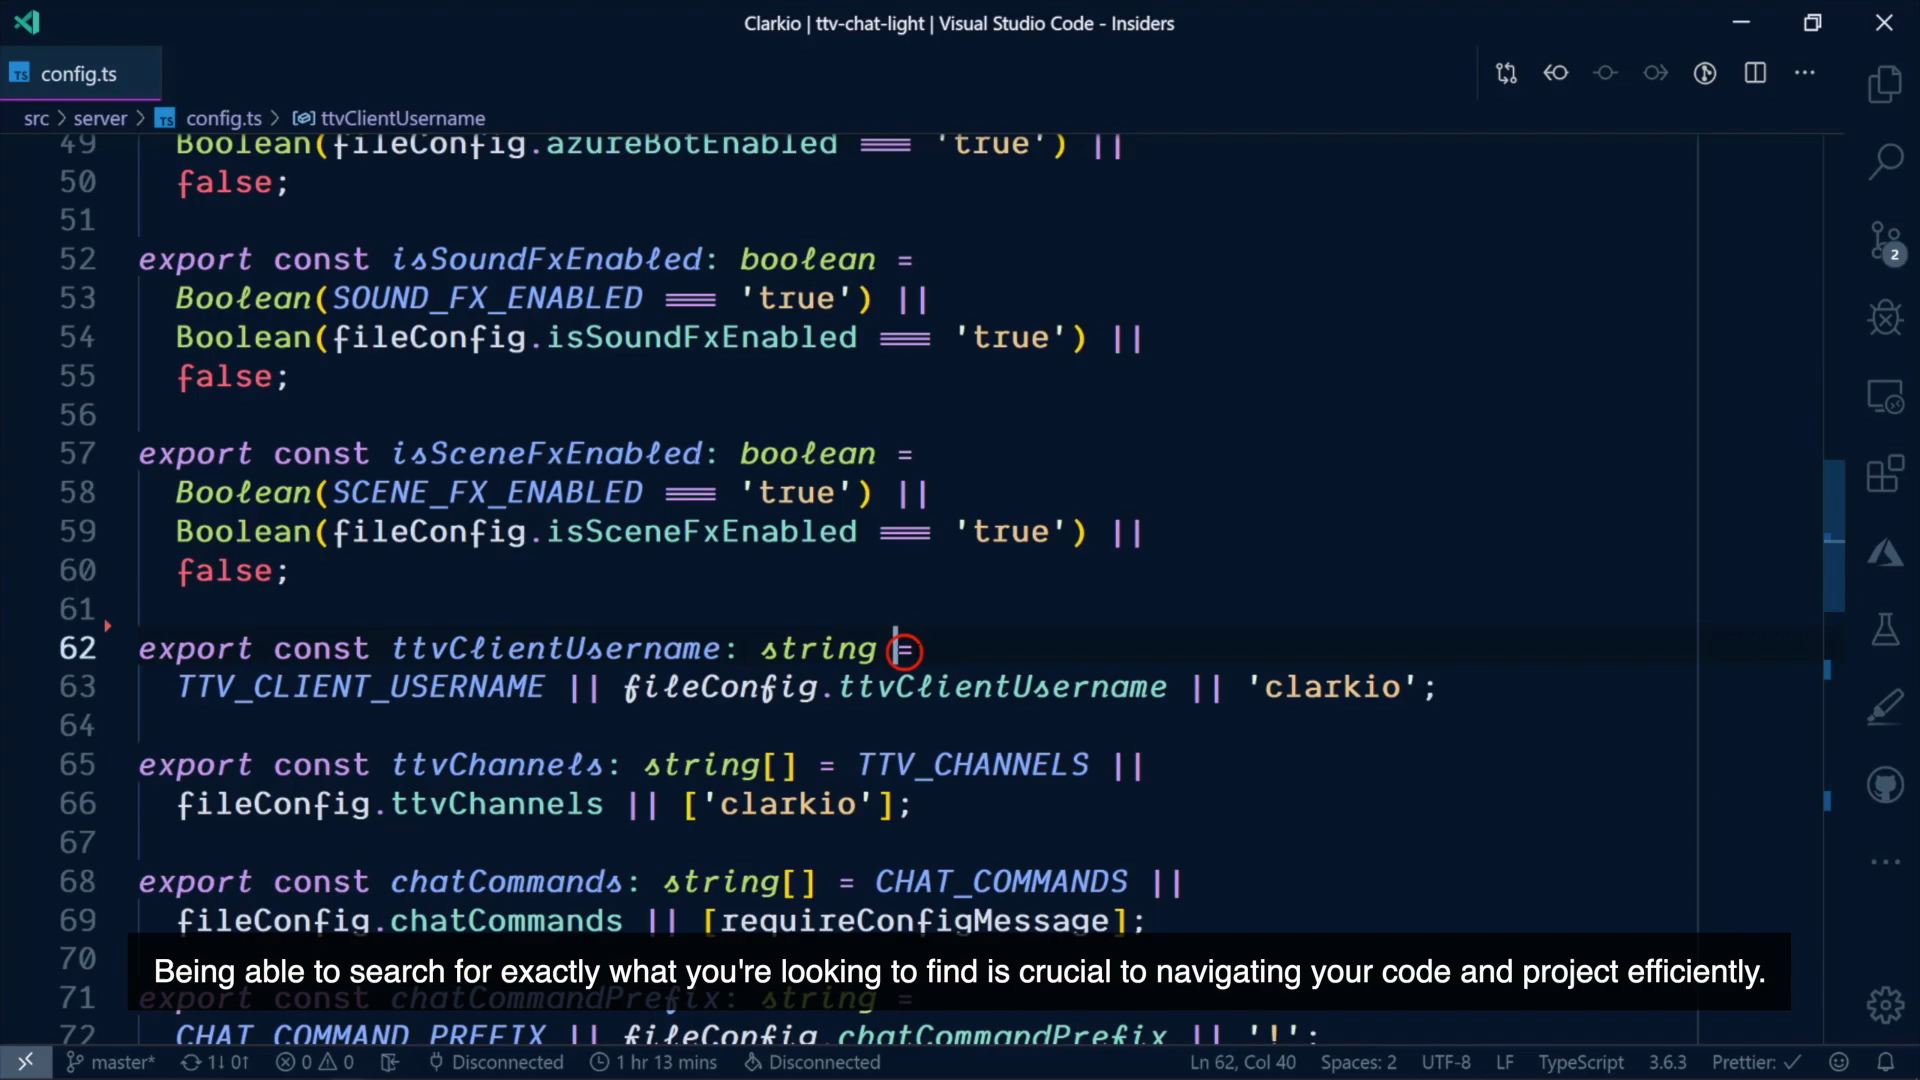 Clarkio | ttv-chat-light | Visual Studio Code - Insiders
TS config.ts
src > server > TS config.ts > ttvClientUsername
49 Boolean(fileConfig.azureBotEnabled === 'true') ||
50 false;
51
52 export const isSoundFxEnabled: boolean =
53 Boolean(SOUND_FX_ENABLED === 'true') ||
54 Boolean(fileConfig.isSoundFxEnabled === 'true') ||
55 false;
56
57 export const isSceneFxEnabled: boolean =
58 Boolean(SCENE_FX_ENABLED === 'true') ||
59 Boolean(fileConfig.isSceneFxEnabled === 'true') ||
60 false;
61
62 export const ttvClientUsername: string =
63 TTV_CLIENT_USERNAME || fileConfig.ttvClientUsername || 'clarkio';
64
65 export const ttvChannels: string[] = TTV_CHANNELS ||
66 fileConfig.ttvChannels || ['clarkio'];
67
68 export const chatCommands: string[] = CHAT_COMMANDS ||
69 fileConfig.chatCommands || [requireConfigMessage];
70
Being able to search for exactly what you're looking to find is crucial to navigating your code and project efficiently.
71 export const chatCommandPrefix: string =
72 CHAT_COMMAND_PREFIX || fileConfig.chatCommandPrefix || '!';
master* 1↓ 0↑ 0 0 Disconnected 1 hr 13 mins Disconnected Ln 62, Col 40 Spaces: 2 UTF-8 LF TypeScript 3.6.3 Prettier: ✓
2